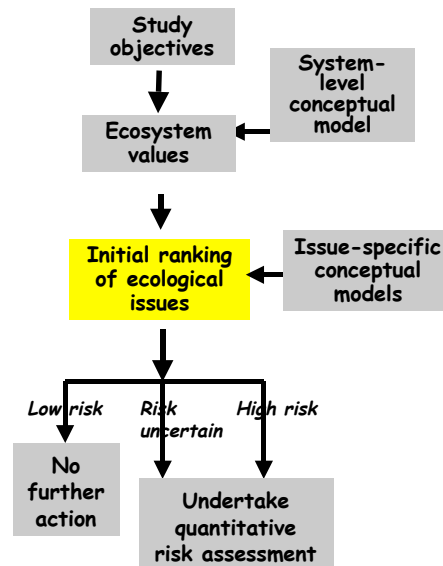 Study
objectives
System-
level
conceptual
model
Ecosystem
values
Initial ranking
of ecological
issues
Issue-specific
conceptual
models
Low risk
Risk
uncertain
High risk
No
further
action
Undertake
quantitative
risk assessment